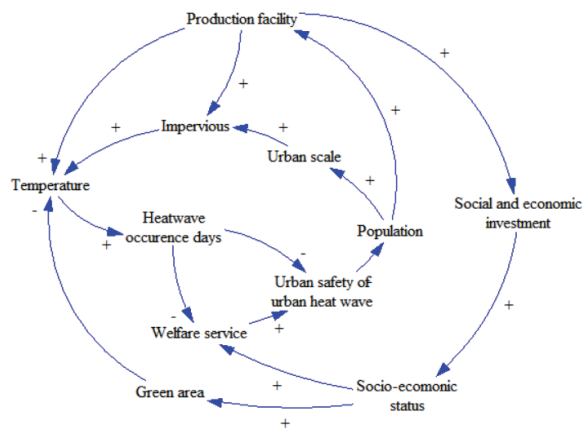 Production facility
+
+
+
Impervious
+
+
Urban scale
+
+
Temperature
-
Heatwave
occurence days
+
-
Population
Social and economic
investment
Urban safety of
urban heat wave
+
-
Welfare service
+
+
Green area
+
Socio-ecomonic
status
+